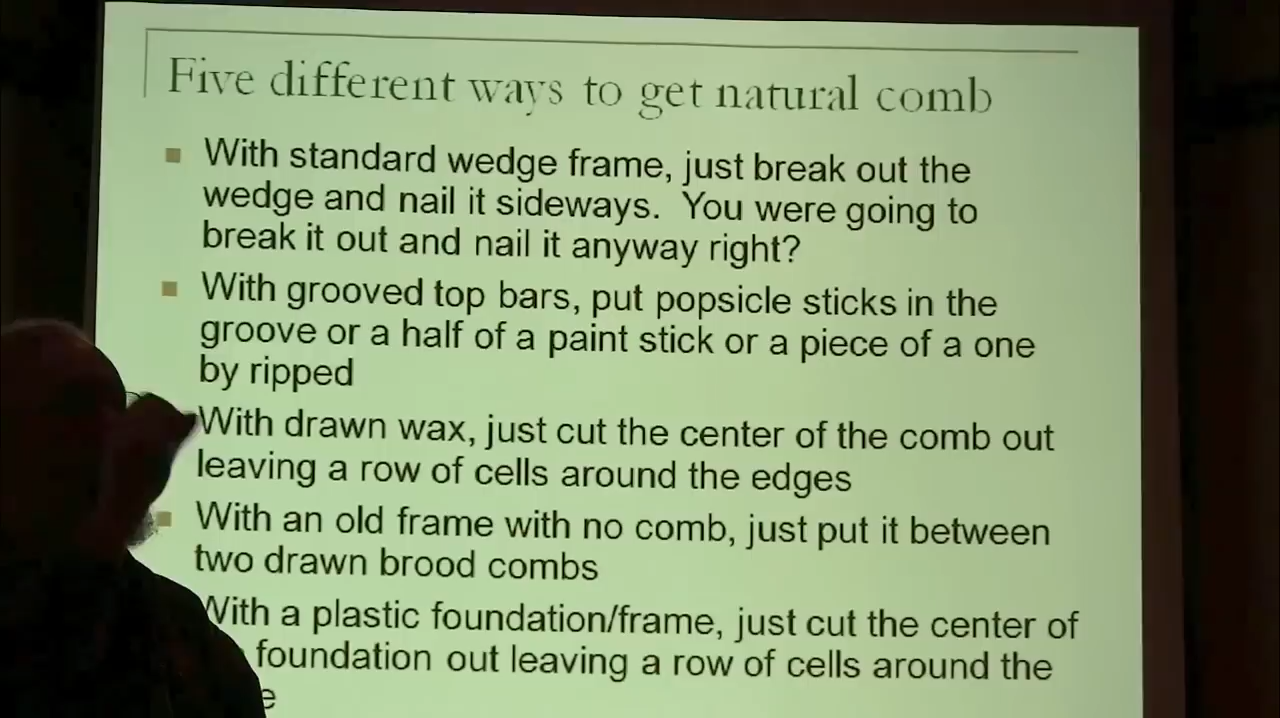 Five different ways to get natural comb
With standard wedge frame, just break out the
wedge and nail it sideways. You were going to
break it out and nail it anyway right?
With grooved top bars, put popsicle sticks in the
groove or a half of a paint stick or a piece of a one
by ripped
With drawn wax, just cut the center of the comb out
leaving a row of cells around the edges
With an old frame with no comb, just put it between
two drawn brood combs
With a plastic foundation/frame, just cut the center of
foundation out leaving a row of cells around the